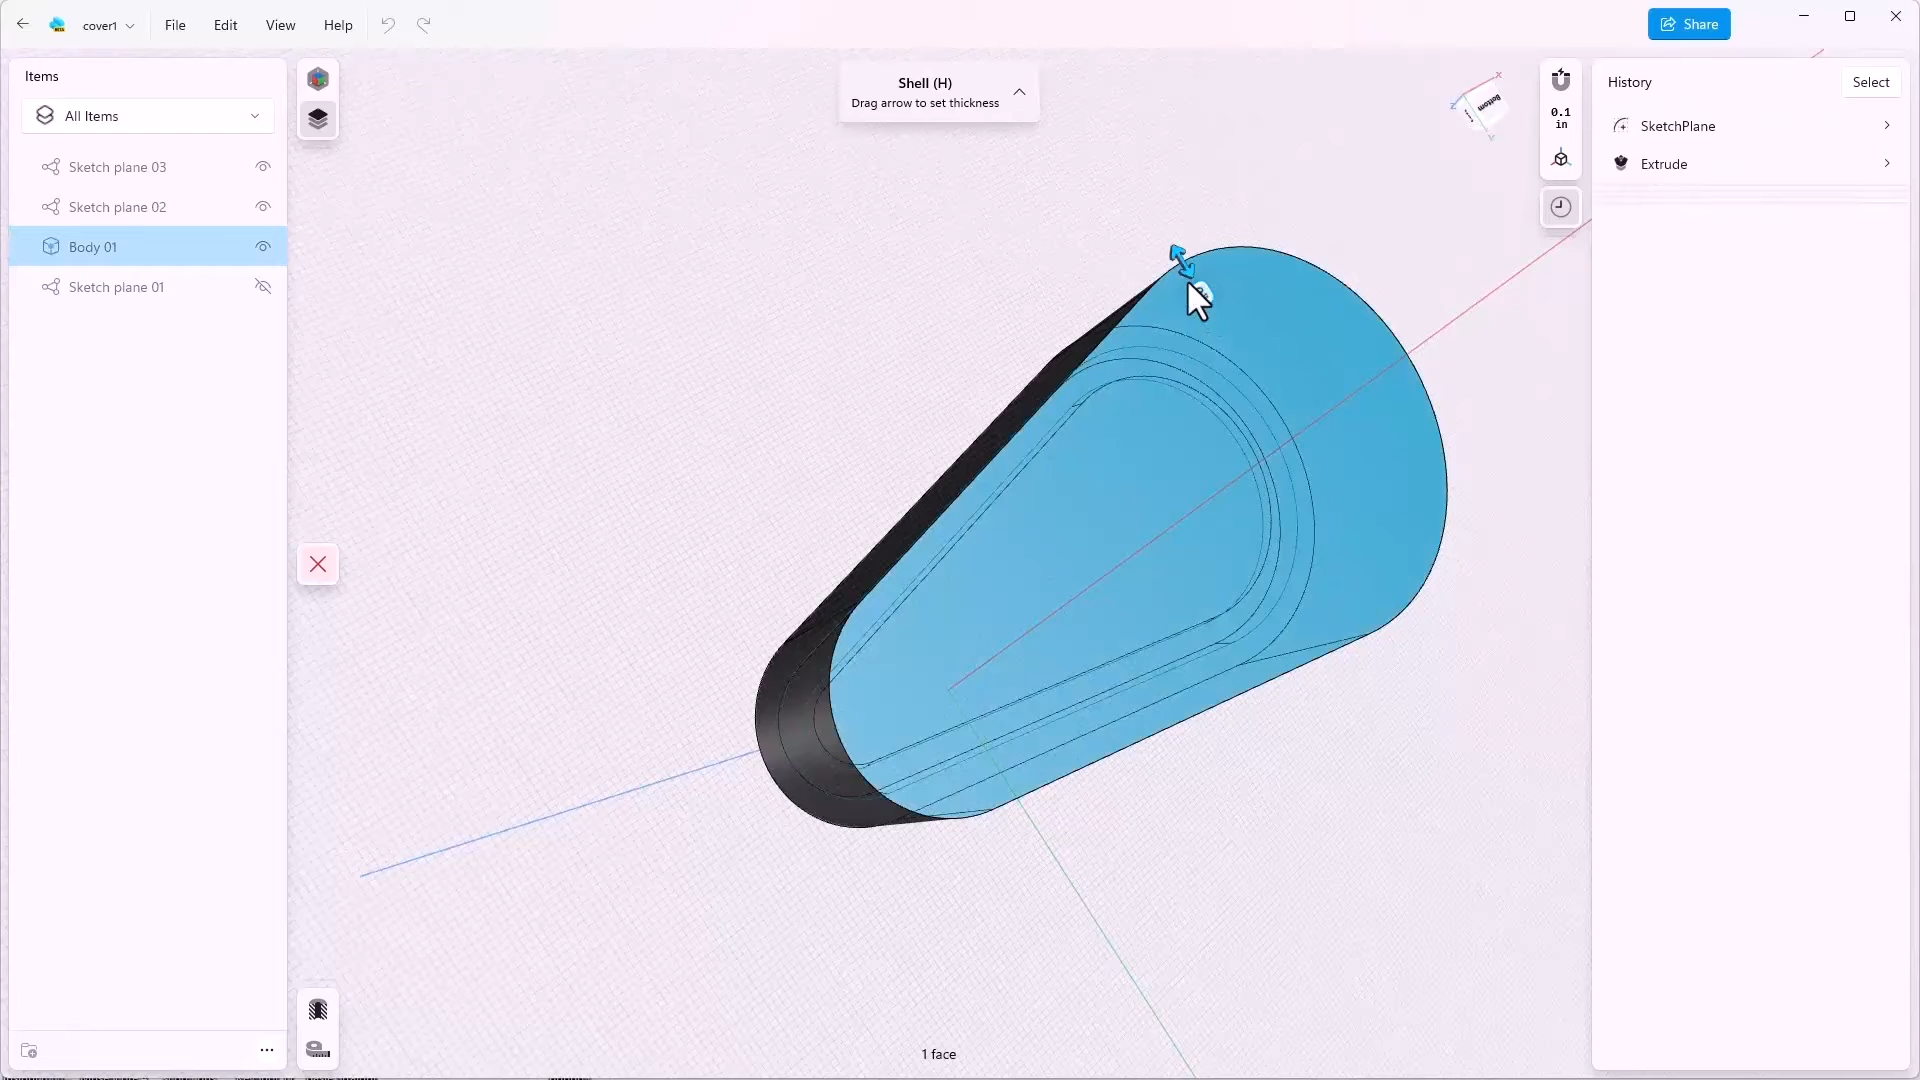 cover1
File
Edit
View
Help
Share
Items
All Items
Sketch plane 03
Sketch plane 02
Body 01
Sketch plane 01
Shell (H)
Drag arrow to set thickness
X
Bottom
Z
Y
0.1
in
History
Select
SketchPlane
Extrude
1 face